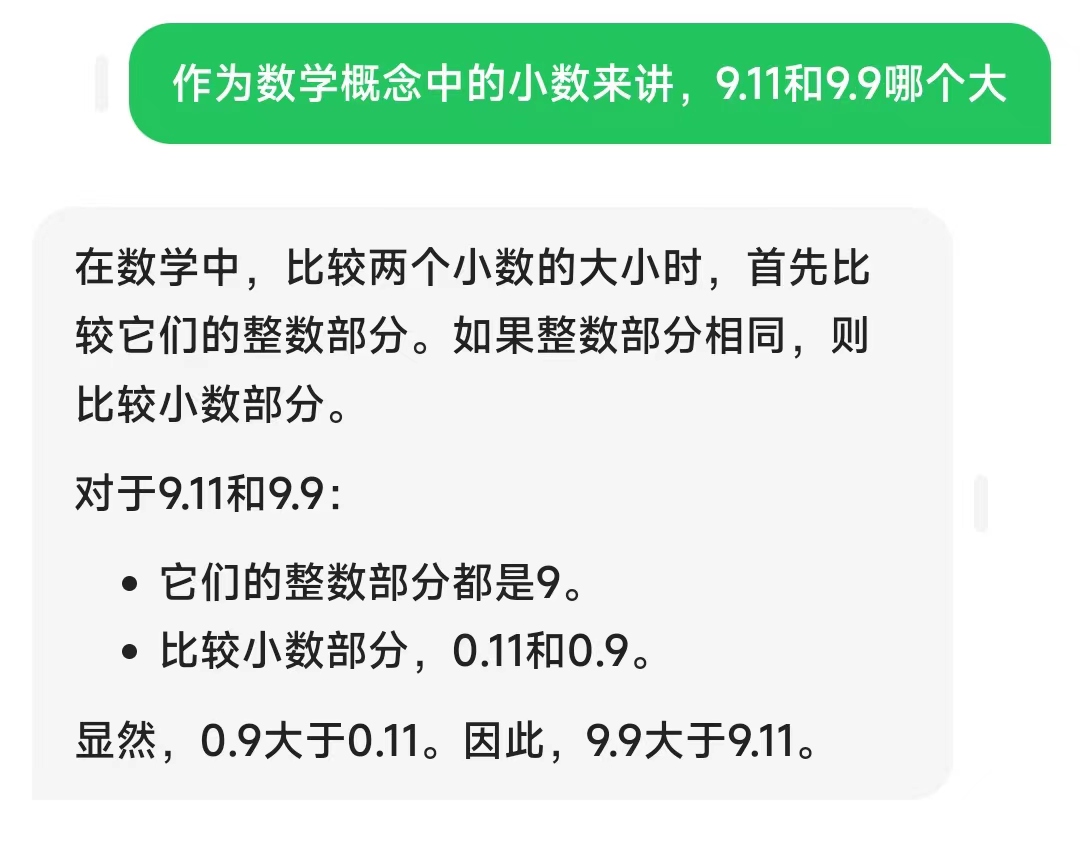 作为数学概念中的小数来讲，9.11和9.9哪个大
在数学中，比较两个小数的大小时，首先比
较它们的整数部分。如果整数部分相同，则
比较小数部分。
对于9.11和9.9：
• 它们的整数部分都是9。
• 比较小数部分，0.11和0.9。
显然，0.9大于0.11。因此，9.9大于9.11。